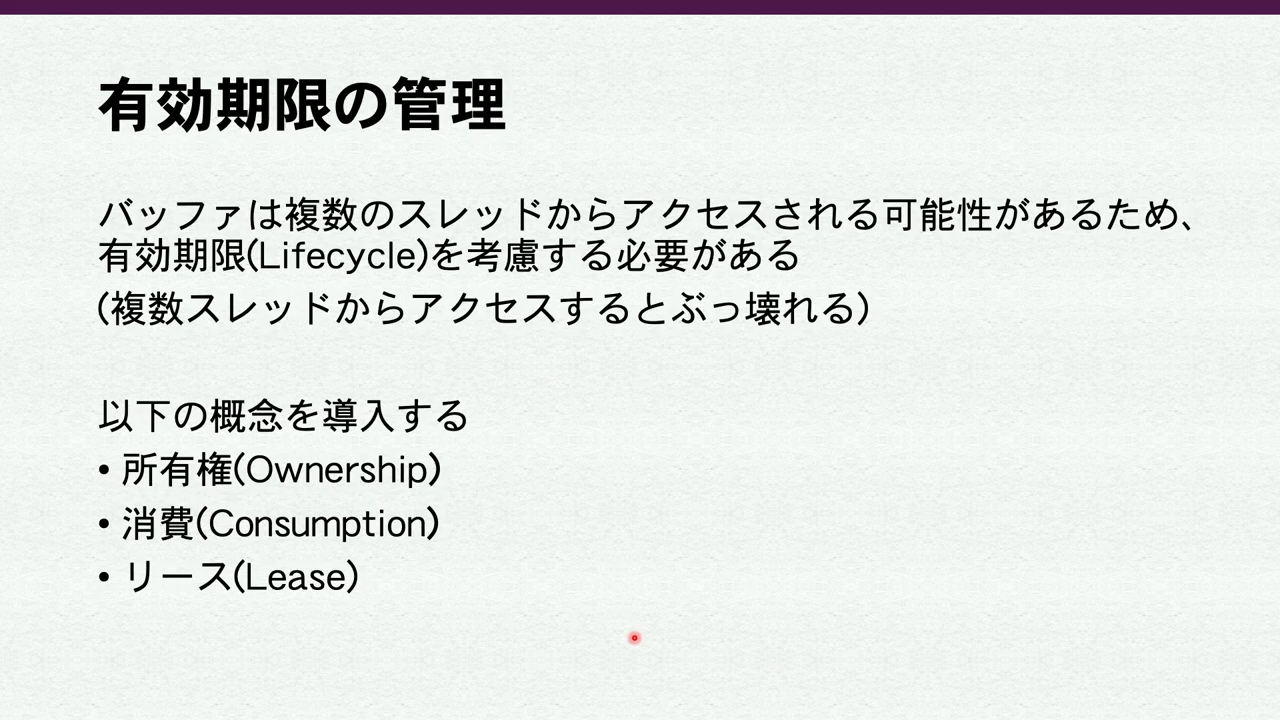 有効期限の管理
バッファは複数のスレッドからアクセスされる可能性があるため、
有効期限(Lifecycle)を考慮する必要がある
(複数スレッドからアクセスするとぶっ壊れる)
以下の概念を導入する
• 所有権(Ownership)
• 消費(Consumption)
• リース(Lease)